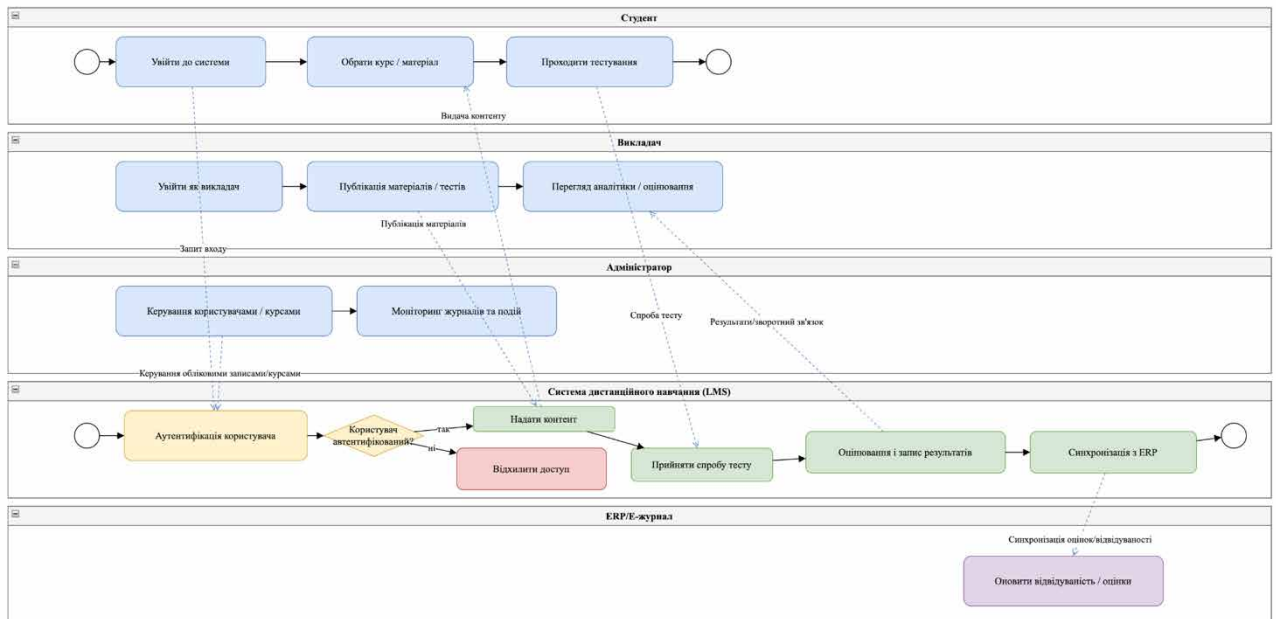 Студент
Увійти до системи
Обрати курс / матеріал
Проходити тестування
Видача контенту
Викладач
Увійти як викладач
Публікація матеріалів / тестів
Перегляд аналітики / оцінювання
Публікація матеріалів
Запит входу
Адміністратор
Керування користувачами / курсами
Моніторинг журналів та подій
Спроба тесту
Результати/зворотний зв'язок
Керування обліковими записами/курсами
Система дистанційного навчання (LMS)
Аутентифікація користувача
Користувач
автентифікований?
так
ні
Надати контент
Відхилити доступ
Прийняти спробу тесту
Оцінювання і запис результатів
Синхронізація з ERP
ERP/E-журнал
Синхронізація оцінок/відвідуваності
Оновити відвідуваність / оцінки